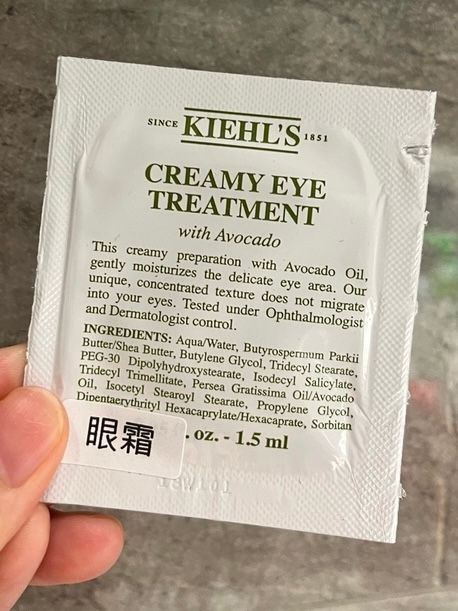 SINCE KIEHL'S 1851
CREAMY EYE
TREATMENT
with Avocado
This creamy preparation with Avocado Oil,
gently moisturizes the delicate eye area. Our
unique, concentrated texture does not migrate
into your eyes. Tested under Ophthalmologist
and Dermatologist control.
INGREDIENTS: Aqua/Water, Butyrospermum Parkii
Butter/Shea Butter, Butylene Glycol, Tridecyl Stearate,
PEG-30 Dipolyhydroxystearate, Isodecyl Salicylate,
Tridecyl Trimellitate, Persea Gratissima Oil/Avocado
Oil, Isocetyl Stearoyl Stearate, Propylene Glycol,
Dipentaerythrityl Hexacaprylate/Hexacaprate, Sorbitan
眼霜 . oz. - 1.5 ml